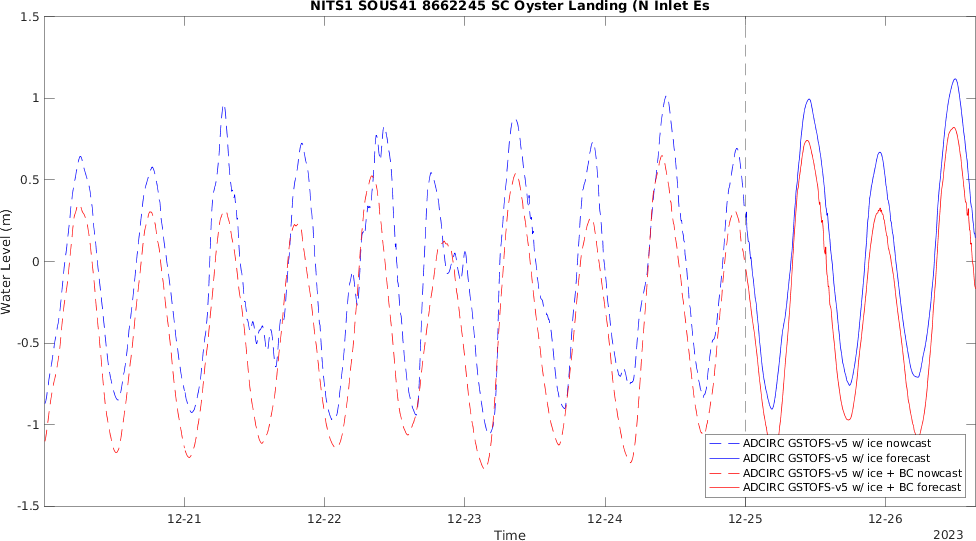 NITS1 SOUS41 8662245 SC Oyster Landing (N Inlet Es
1.5
1
0.5
0
-0.5
-1
-1.5
Water Level (m)
12-21
12-22
12-23
12-24
12-25
12-26
Time
2023
ADCIRC GSTOFS-v5 w/ ice nowcast
ADCIRC GSTOFS-v5 w/ ice forecast
ADCIRC GSTOFS-v5 w/ ice + BC nowcast
ADCIRC GSTOFS-v5 w/ ice + BC forecast